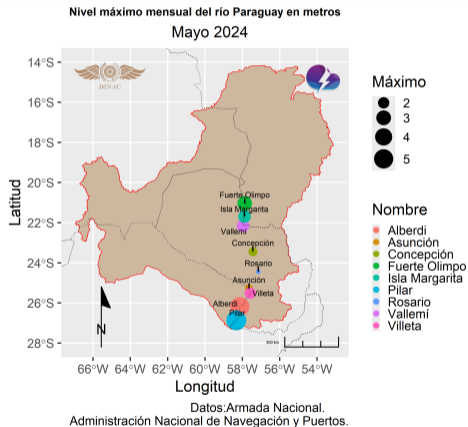 Nivel máximo mensual del río Paraguay en metros
Mayo 2024
14°S
16°S
18°S
20°S
22°S
24°S
26°S
28°S
Latitud
DINAC
Fuerte Olimpo
Isla Margarita
Vallemí
Concepción
Rosario
Asunción
Villeta
Alberdi
Pilar
N
300 km
66°W
64°W
62°W
60°W
58°W
56°W
54°W
Longitud
Máximo
2
3
4
5
Nombre
Alberdi
Asunción
Concepción
Fuerte Olimpo
Isla Margarita
Pilar
Rosario
Vallemí
Villeta
Datos:Armada Nacional.
Administración Nacional de Navegación y Puertos.